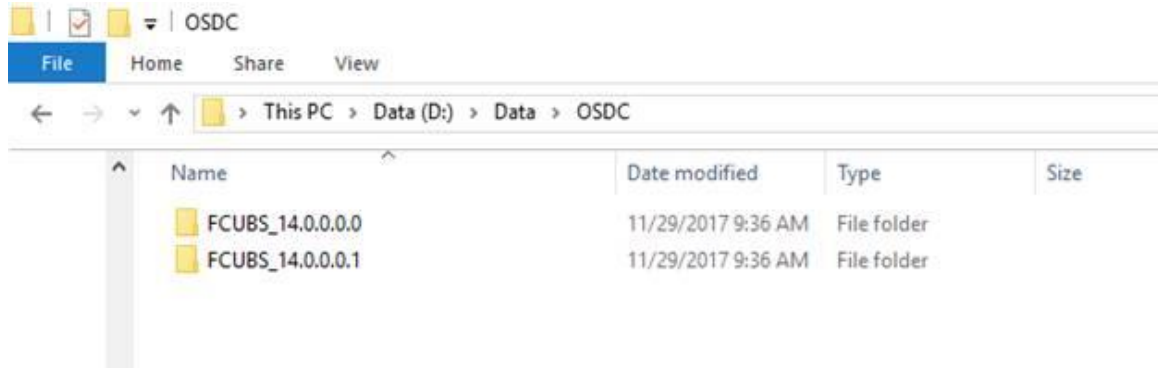 OSDC
File Home Share View
This PC > Data (D:) > Data > OSDC
Name Date modified Type Size
FCUBS_14.0.0.0.0 11/29/2017 9:36 AM File folder
FCUBS_14.0.0.0.1 11/29/2017 9:36 AM File folder